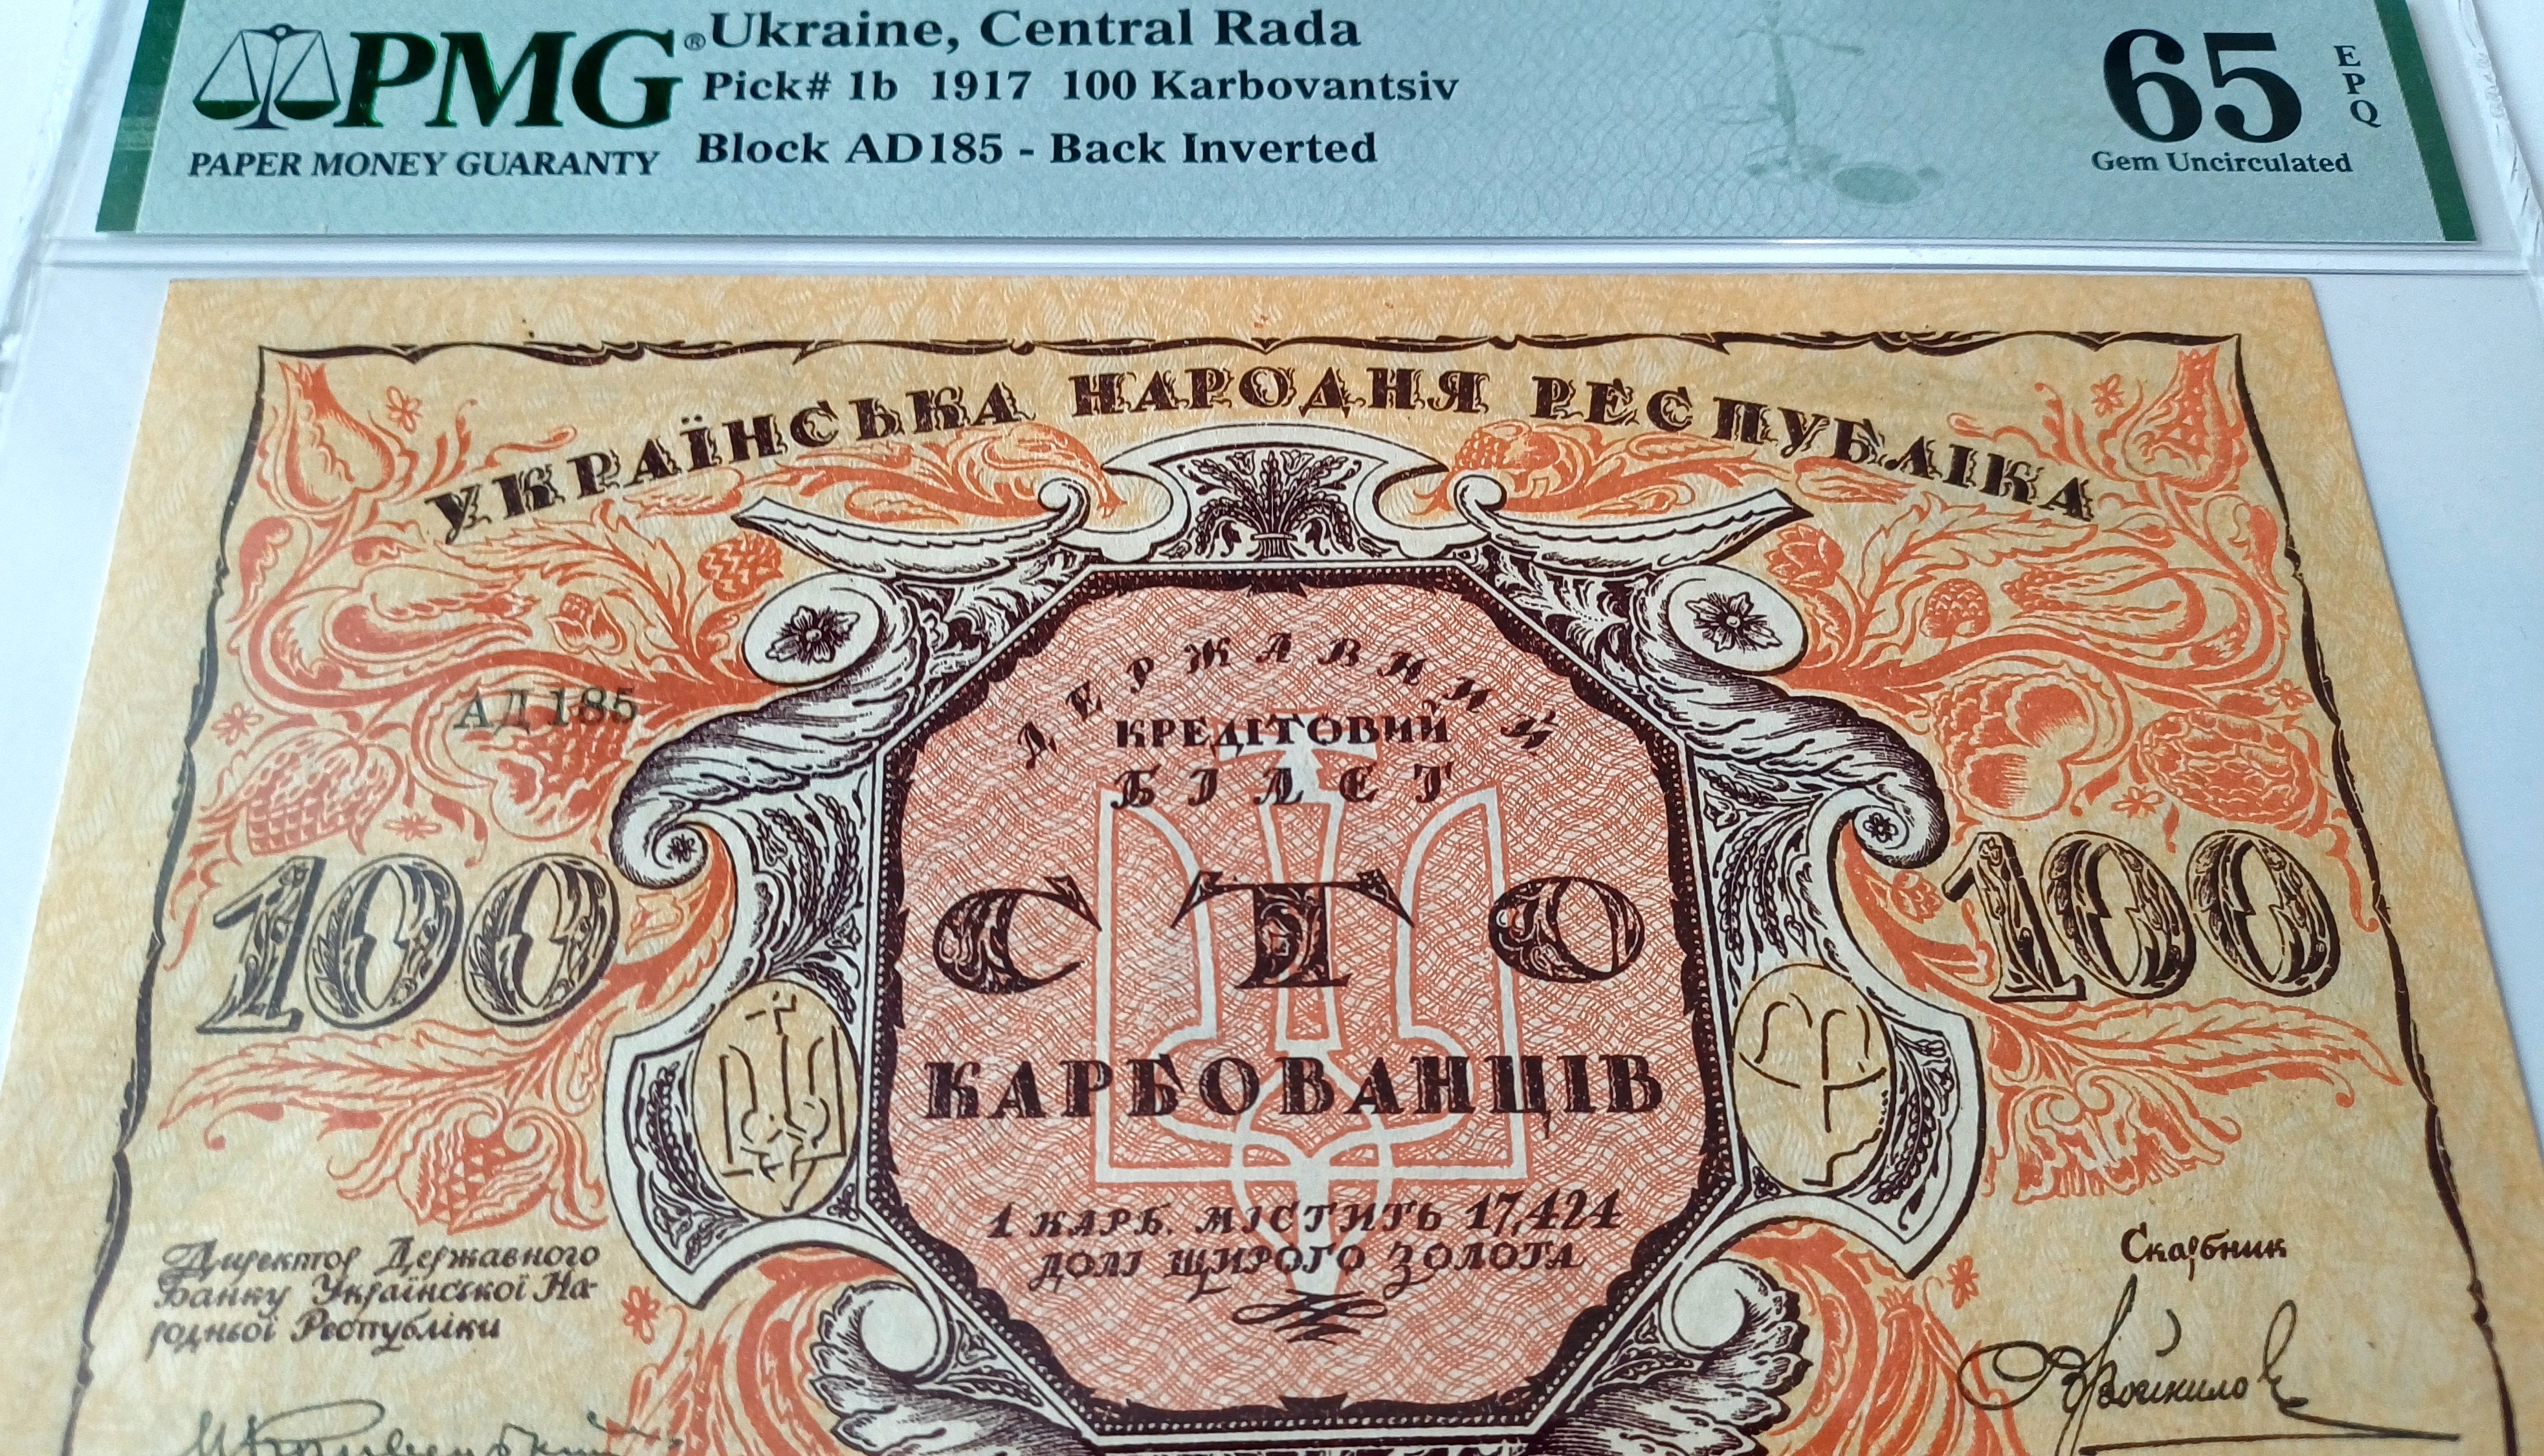 PMG®
PAPER MONEY GUARANTY
Ukraine, Central Rada
Pick# 1b 1917 100 Karbovantsiv
Block AD185 - Back Inverted
65
EPQ
Gem Uncirculated
УКРАЇНСЬКА НАРОДНЯ РЕСПУБЛІКА
АД 185
ДЕРЖАВНИЙ
КРЕДІТОВИЙ
БІЛЕТ
100
100
СТО
КАРБОВАНЦІВ
1 КАРБ. МІСТИТЬ 17,424
ДОЛІ ЩИРОГО ЗОЛОТА
Директор Державного
Банку Української На-
родньої Республіки
Скарбник